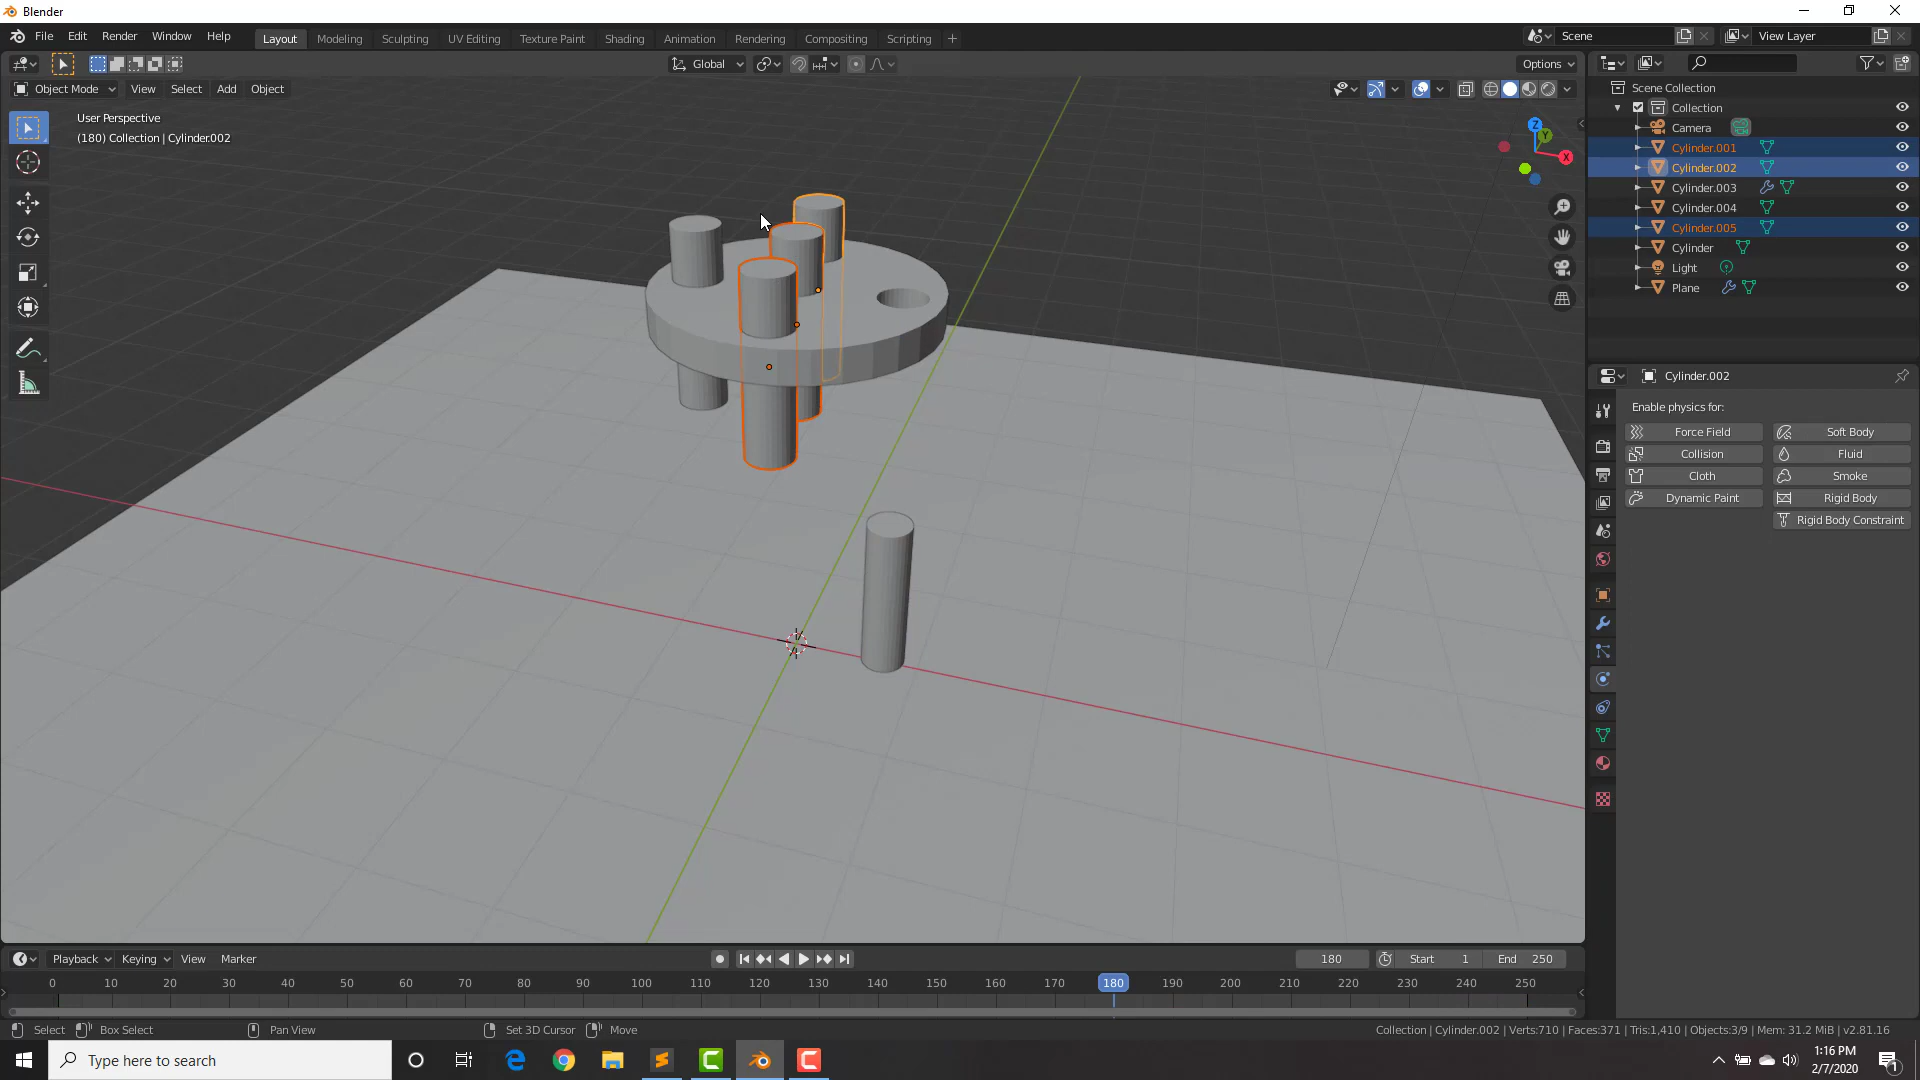 Blender
File Edit Render Window Help
Layout Modeling Sculpting UV Editing Texture Paint Shading Animation Rendering Compositing Scripting +
Scene
View Layer
Global
Options
Object Mode View Select Add Object
User Perspective
(180) Collection | Cylinder.002
Z
Y
X
Scene Collection
Collection
Camera
Cylinder.001
Cylinder.002
Cylinder.003
Cylinder.004
Cylinder.005
Cylinder
Light
Plane
Cylinder.002
Enable physics for:
Force Field Soft Body
Collision Fluid
Cloth Smoke
Dynamic Paint Rigid Body
Rigid Body Constraint
Playback Keying View Marker
180 Start 1 End 250
0 10 20 30 40 50 60 70 80 90 100 110 120 130 140 150 160 170 180 190 200 210 220 230 240 250
Select Box Select Pan View Set 3D Cursor Move
Collection | Cylinder.002 | Verts:710 | Faces:371 | Tris:1,410 | Objects:3/9 | Mem: 31.2 MiB | v2.81.16
Type here to search
1:16 PM
2/7/2020
1